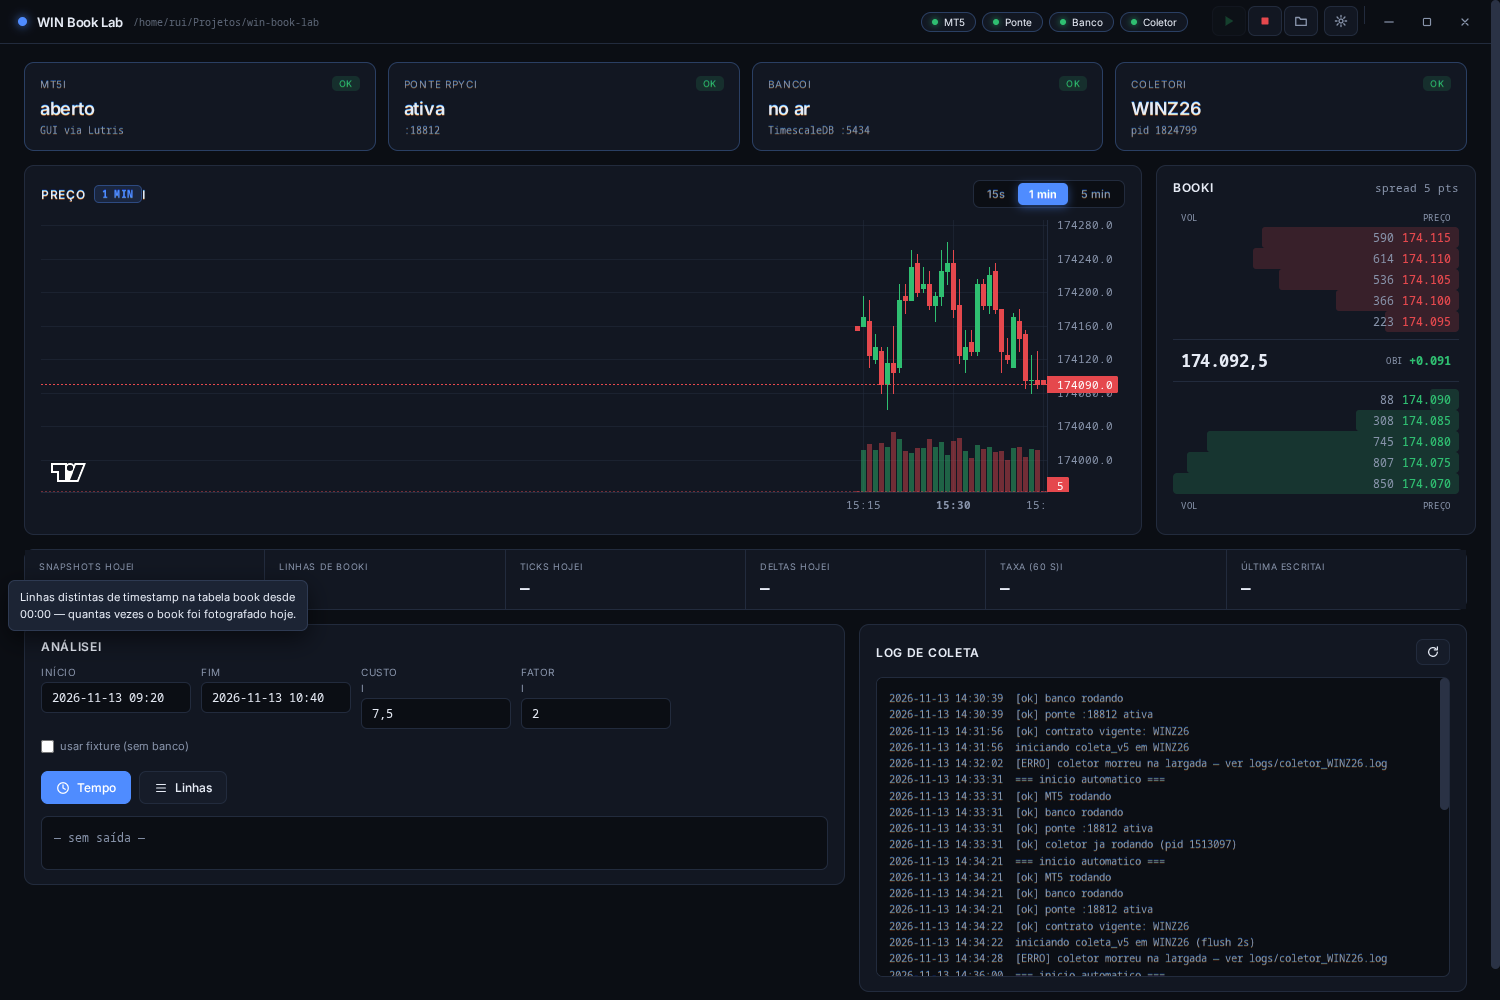 WIN Book Lab /home/rui/Projetos/win-book-lab MT5 Ponte Banco Coletor
MT5I OK
aberto
GUI via Lutris
PONTE RPYCI OK
ativa
:18812
BANCOI OK
no ar
TimescaleDB :5434
COLETORI OK
WINZ26
pid 1824799
PREÇO 1 MIN I 15s 1 min 5 min
174280.0
174240.0
174200.0
174160.0
174120.0
174090.0
174080.0
174040.0
174000.0
5
15:15 15:30 15:
BOOKI spread 5 pts
VOL PREÇO
590 174.115
614 174.110
536 174.105
366 174.100
223 174.095
174.092,5 OBI +0.091
88 174.090
308 174.085
745 174.080
807 174.075
850 174.070
VOL PREÇO
SNAPSHOTS HOJEI LINHAS DE BOOKI TICKS HOJEI DELTAS HOJEI TAXA (60 S)I ÚLTIMA ESCRITAI
— — — —
Linhas distintas de timestamp na tabela book desde
00:00 — quantas vezes o book foi fotografado hoje.
ANÁLISEI
INÍCIO FIM CUSTO FATOR
I I
2026-11-13 09:20 2026-11-13 10:40 7,5 2
usar fixture (sem banco)
Tempo Linhas
— sem saída —
LOG DE COLETA
2026-11-13 14:30:39 [ok] banco rodando
2026-11-13 14:30:39 [ok] ponte :18812 ativa
2026-11-13 14:31:56 [ok] contrato vigente: WINZ26
2026-11-13 14:31:56 iniciando coleta_v5 em WINZ26
2026-11-13 14:32:02 [ERRO] coletor morreu na largada — ver logs/coletor_WINZ26.log
2026-11-13 14:33:31 === inicio automatico ===
2026-11-13 14:33:31 [ok] MT5 rodando
2026-11-13 14:33:31 [ok] banco rodando
2026-11-13 14:33:31 [ok] ponte :18812 ativa
2026-11-13 14:33:31 [ok] coletor ja rodando (pid 1513097)
2026-11-13 14:34:21 === inicio automatico ===
2026-11-13 14:34:21 [ok] MT5 rodando
2026-11-13 14:34:21 [ok] banco rodando
2026-11-13 14:34:21 [ok] ponte :18812 ativa
2026-11-13 14:34:22 [ok] contrato vigente: WINZ26
2026-11-13 14:34:22 iniciando coleta_v5 em WINZ26 (flush 2s)
2026-11-13 14:34:28 [ERRO] coletor morreu na largada — ver logs/coletor_WINZ26.log
2026-11-13 14:36:00 === inicio automatico ===